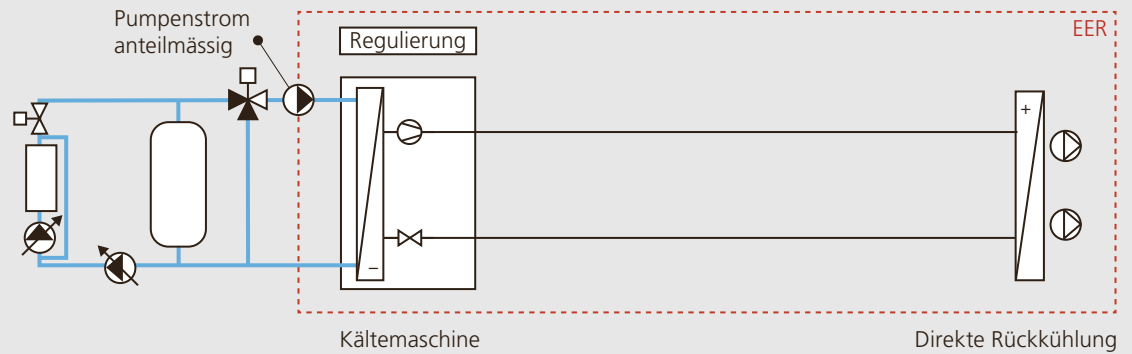 Pumpenstrom
anteilmässig
Regulierung
EER
+
−
Kältemaschine
Direkte Rückkühlung